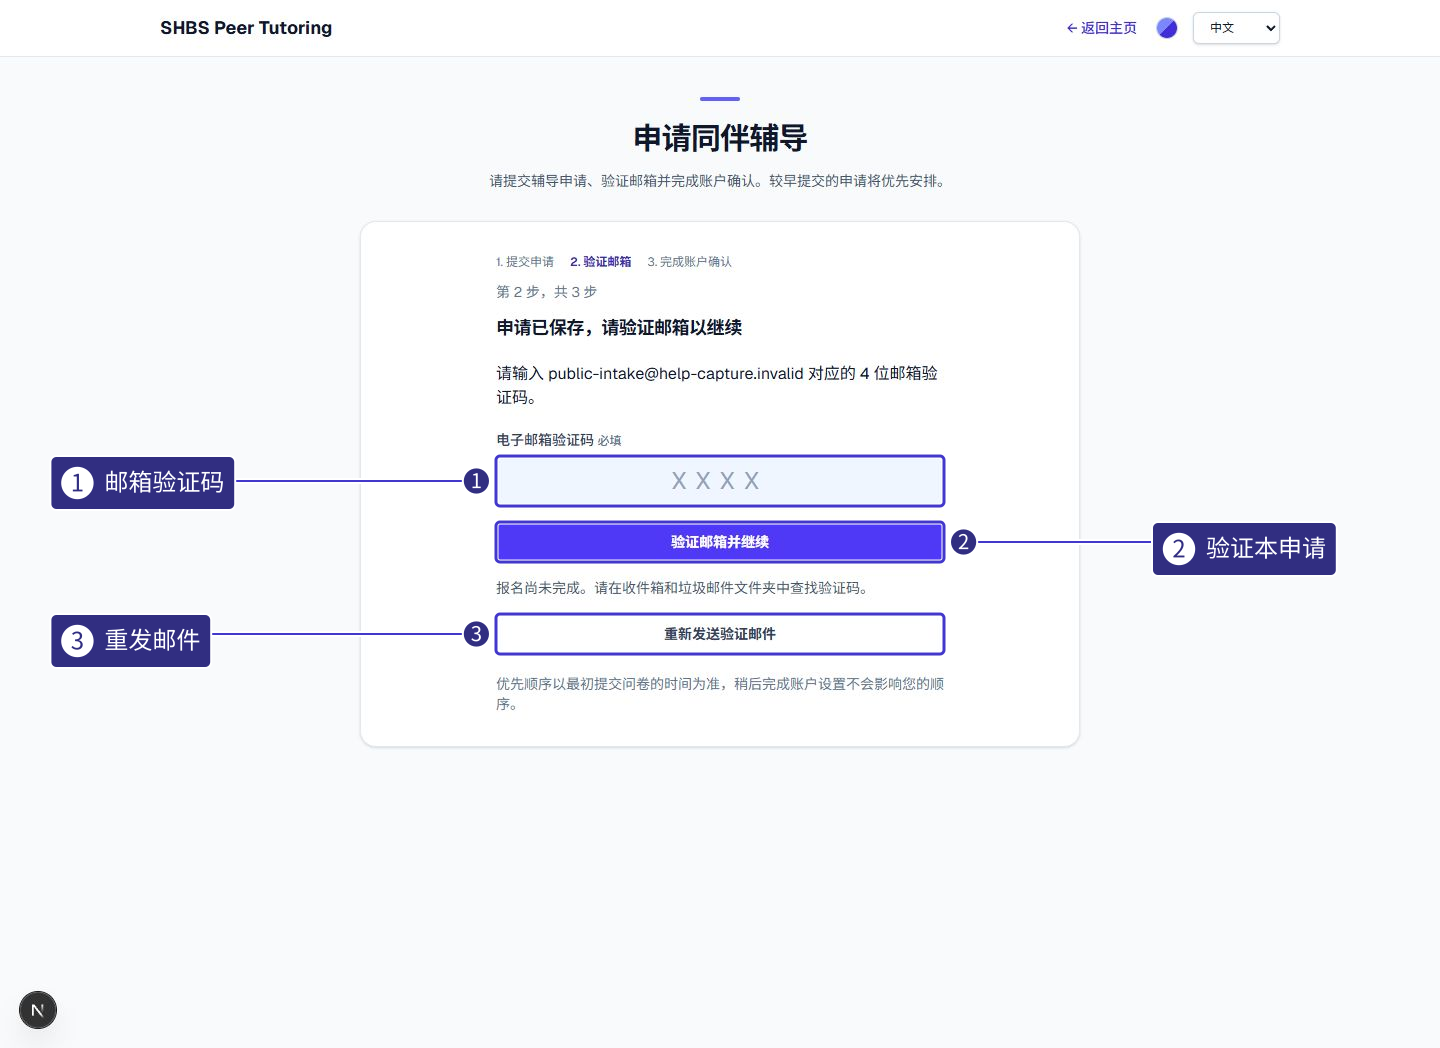 SHBS Peer Tutoring
← 返回主页
中文
申请同伴辅导
请提交辅导申请、验证邮箱并完成账户确认。较早提交的申请将优先安排。
1. 提交申请 2. 验证邮箱 3. 完成账户确认
第 2 步，共 3 步
申请已保存，请验证邮箱以继续
请输入 public-intake@help-capture.invalid 对应的 4 位邮箱验
证码。
电子邮箱验证码 必填
1 邮箱验证码
1
X X X X
验证邮箱并继续
2
2 验证本申请
报名尚未完成。请在收件箱和垃圾邮件文件夹中查找验证码。
3 重发邮件
3
重新发送验证邮件
优先顺序以最初提交问卷的时间为准，稍后完成账户设置不会影响您的顺
序。
N